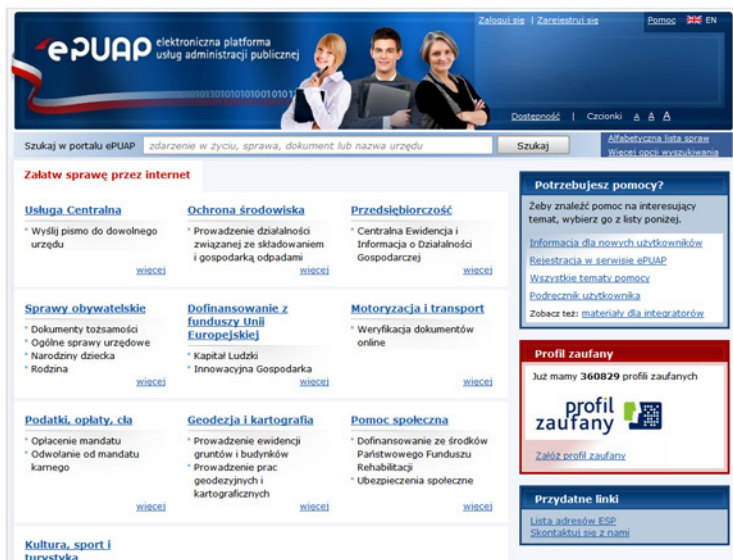 Zaloguj się | Zarejestruj się
Pomoc
EN
ePUAP
elektroniczna platforma
usług administracji publicznej
Dostępność | Czcionki A A A
Szukaj w portalu ePUAP
zdarzenie w życiu, sprawa, dokument lub nazwa urzędu
Szukaj
Alfabetyczna lista spraw
Więcej opcji wyszukiwania
Załatw sprawę przez internet
Usługa Centralna
Wyślij pismo do dowolnego
urzędu
więcej
Ochrona środowiska
Prowadzenie działalności
związanej ze składowaniem
i gospodarką odpadami
więcej
Przedsiębiorczość
Centralna Ewidencja i
Informacja o Działalności
Gospodarczej
więcej
Sprawy obywatelskie
Dokumenty tożsamości
Ogólne sprawy urzędowe
Narodziny dziecka
Rodzina
więcej
Dofinansowanie z
funduszy Unii
Europejskiej
Kapitał Ludzki
Innowacyjna Gospodarka
więcej
Motoryzacja i transport
Weryfikacja dokumentów
online
więcej
Podatki, opłaty, cła
Opłacenie mandatu
Odwołanie od mandatu
karnego
więcej
Geodezja i kartografia
Prowadzenie ewidencji
gruntów i budynków
Prowadzenie prac
geodezyjnych i
kartograficznych
więcej
Pomoc społeczna
Dofinansowanie ze środków
Państwowego Funduszu
Rehabilitacji
Ubezpieczenia społeczne
więcej
Kultura, sport i
turystyka
Potrzebujesz pomocy?
Żeby znaleźć pomoc na interesujący
temat, wybierz go z listy poniżej.
Informacja dla nowych użytkowników
Rejestracja w serwisie ePUAP
Wszystkie tematy pomocy
Podręcznik użytkownika
Zobacz też: materiały dla integratorów
Profil zaufany
Już mamy 360829 profili zaufanych
profil
zaufany
Załóż profil zaufany
Przydatne linki
Lista adresów ESP
Skontaktuj się z nami